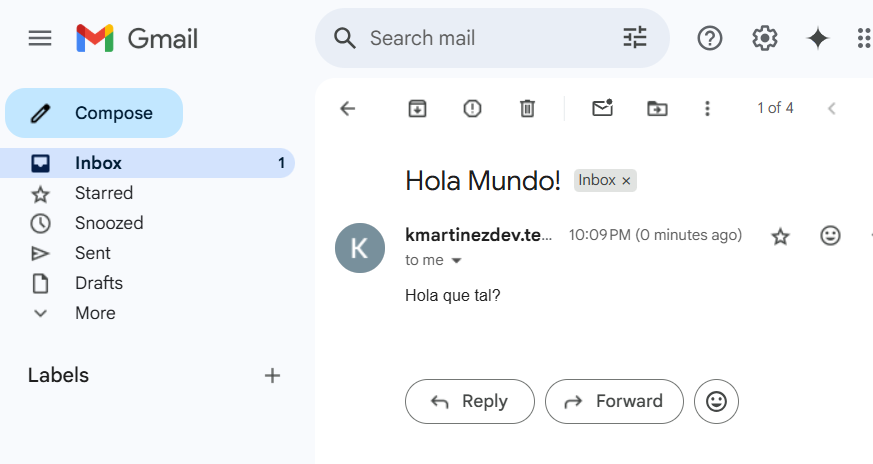 Gmail
Search mail
Compose
1 of 4
Inbox 1
Starred
Snoozed
Sent
Drafts
More
Labels
Hola Mundo! Inbox ×
K
kmartinezdev.te... 10:09 PM (0 minutes ago)
to me
Hola que tal?
Reply
Forward